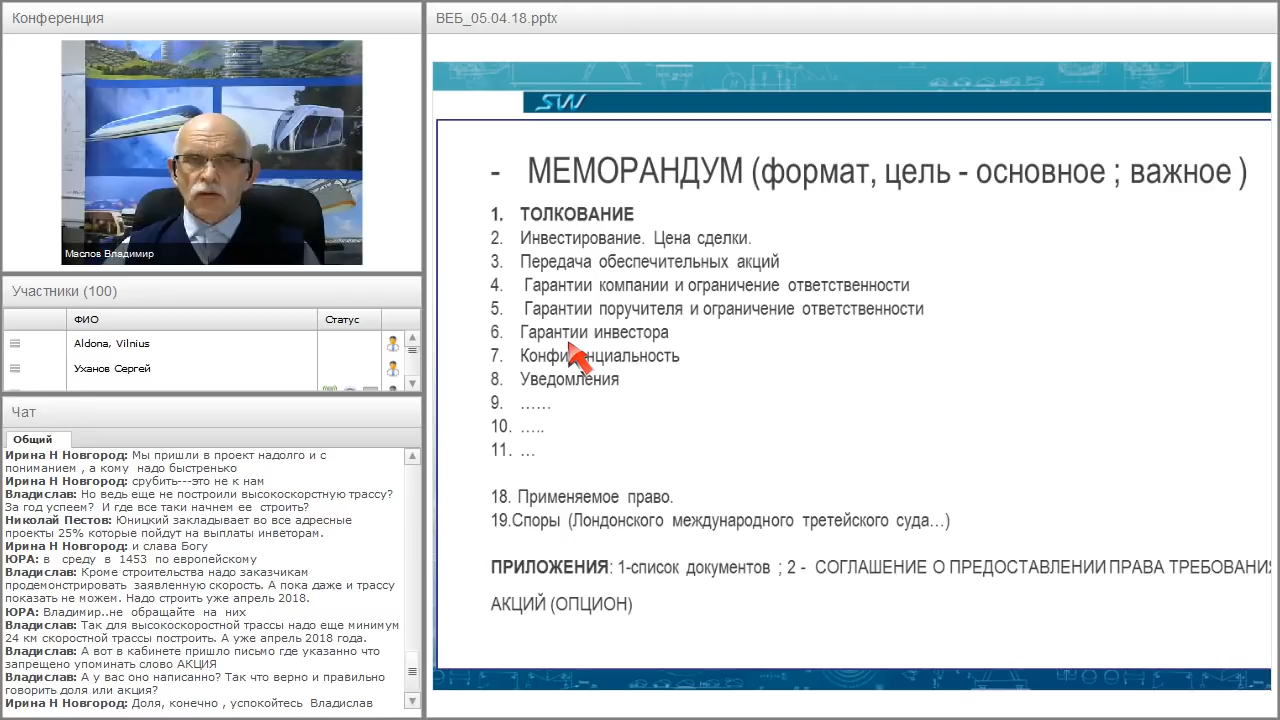 Конференция
Маслов Владимир
Участники (100)
ФИО
Статус
Aldona, Vilnius
Уханов Сергей
Чат
Общий
Ирина Н Новгород: Мы пришли в проект надолго и с
пониманием , а кому надо быстренько
Ирина Н Новгород: срубить---это не к нам
Владислав: Но ведь еще не построили высокоскорстную трассу?
За год успеем? И где все таки начнем ее строить?
Николай Пестов: Юницкий закладывает во все адресные
проекты 25% которые пойдут на выплаты инветорам.
Ирина Н Новгород: и слава Богу
ЮРА: в среду в 1453 по европейскому
Владислав: Кроме строительства надо заказчикам
продемонстрировать заявленную скорость. А пока даже и трассу
показать не можем. Надо строить уже апрель 2018.
ЮРА: Владимир..не обращайте на них
Владислав: Так для высокоскоростной трассы надо еще минимум
24 км скоростной трассы построить. А уже апрель 2018 года.
Владислав: А вот в кабинете пришло письмо где указанно что
запрещено упоминать слово АКЦИЯ
Владислав: А у вас оно написанно? Так что верно и правильно
говорить доля или акция?
Ирина Н Новгород: Доля, конечно , успокойтесь Владислав
ВЕБ_05.04.18.pptx
SW
- МЕМОРАНДУМ (формат, цель - основное ; важное )
1. ТОЛКОВАНИЕ
2. Инвестирование. Цена сделки.
3. Передача обеспечительных акций
4. Гарантии компании и ограничение ответственности
5. Гарантии поручителя и ограничение ответственности
6. Гарантии инвестора
7. Конфиденциальность
8. Уведомления
9. ……
10. …..
11. …
18. Применяемое право.
19.Споры (Лондонского международного третейского суда…)
ПРИЛОЖЕНИЯ: 1-список документов ; 2 - СОГЛАШЕНИЕ О ПРЕДОСТАВЛЕНИИ ПРАВА ТРЕБОВАНИЯ
АКЦИЙ (ОПЦИОН)